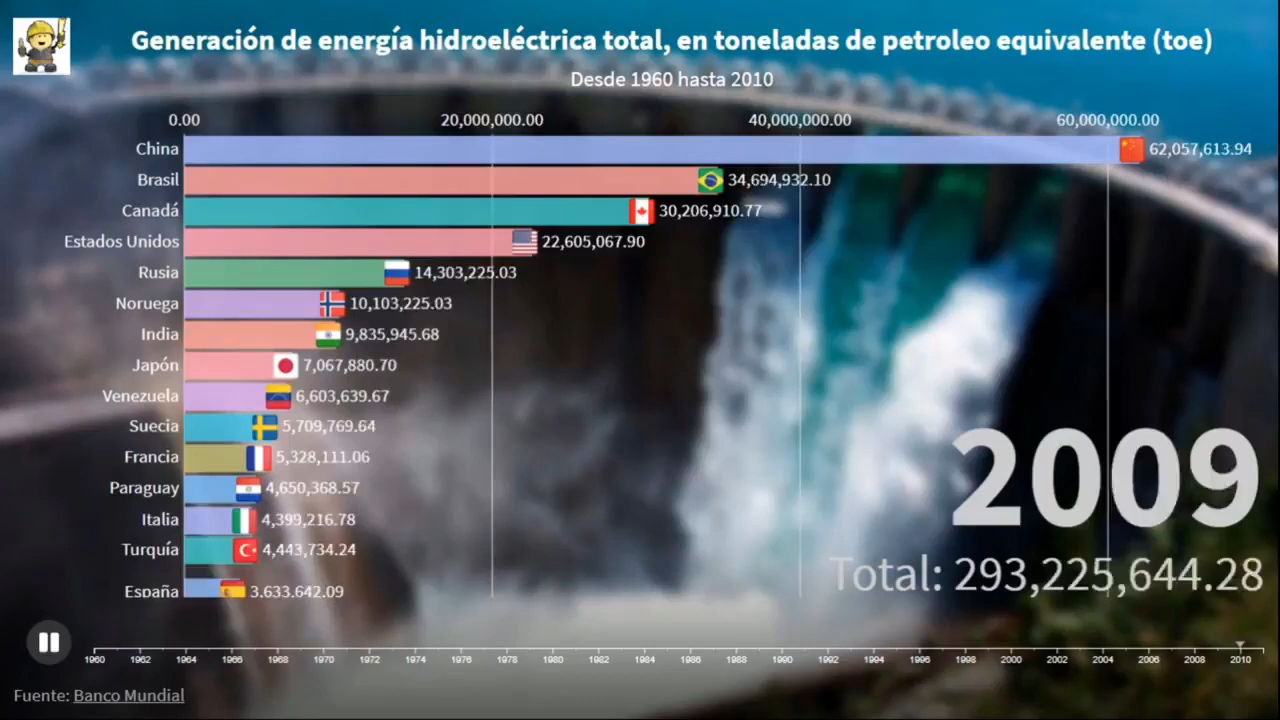 Generación de energía hidroeléctrica total, en toneladas de petroleo equivalente (toe)
Desde 1960 hasta 2010
0.00 20,000,000.00 40,000,000.00 60,000,000.00
China 62,057,613.94
Brasil 34,694,932.10
Canadá 30,206,910.77
Estados Unidos 22,605,067.90
Rusia 14,303,225.03
Noruega 10,103,225.03
India 9,835,945.68
Japón 7,067,880.70
Venezuela 6,603,639.67
Suecia 5,709,769.64
Francia 5,328,111.06
Paraguay 4,650,368.57
Italia 4,399,216.78
Turquía 4,443,734.24
España 3,633,642.09
2009
Total: 293,225,644.28
1960 1962 1964 1966 1968 1970 1972 1974 1976 1978 1980 1982 1984 1986 1988 1990 1992 1994 1996 1998 2000 2002 2004 2006 2008 2010
Fuente: Banco Mundial